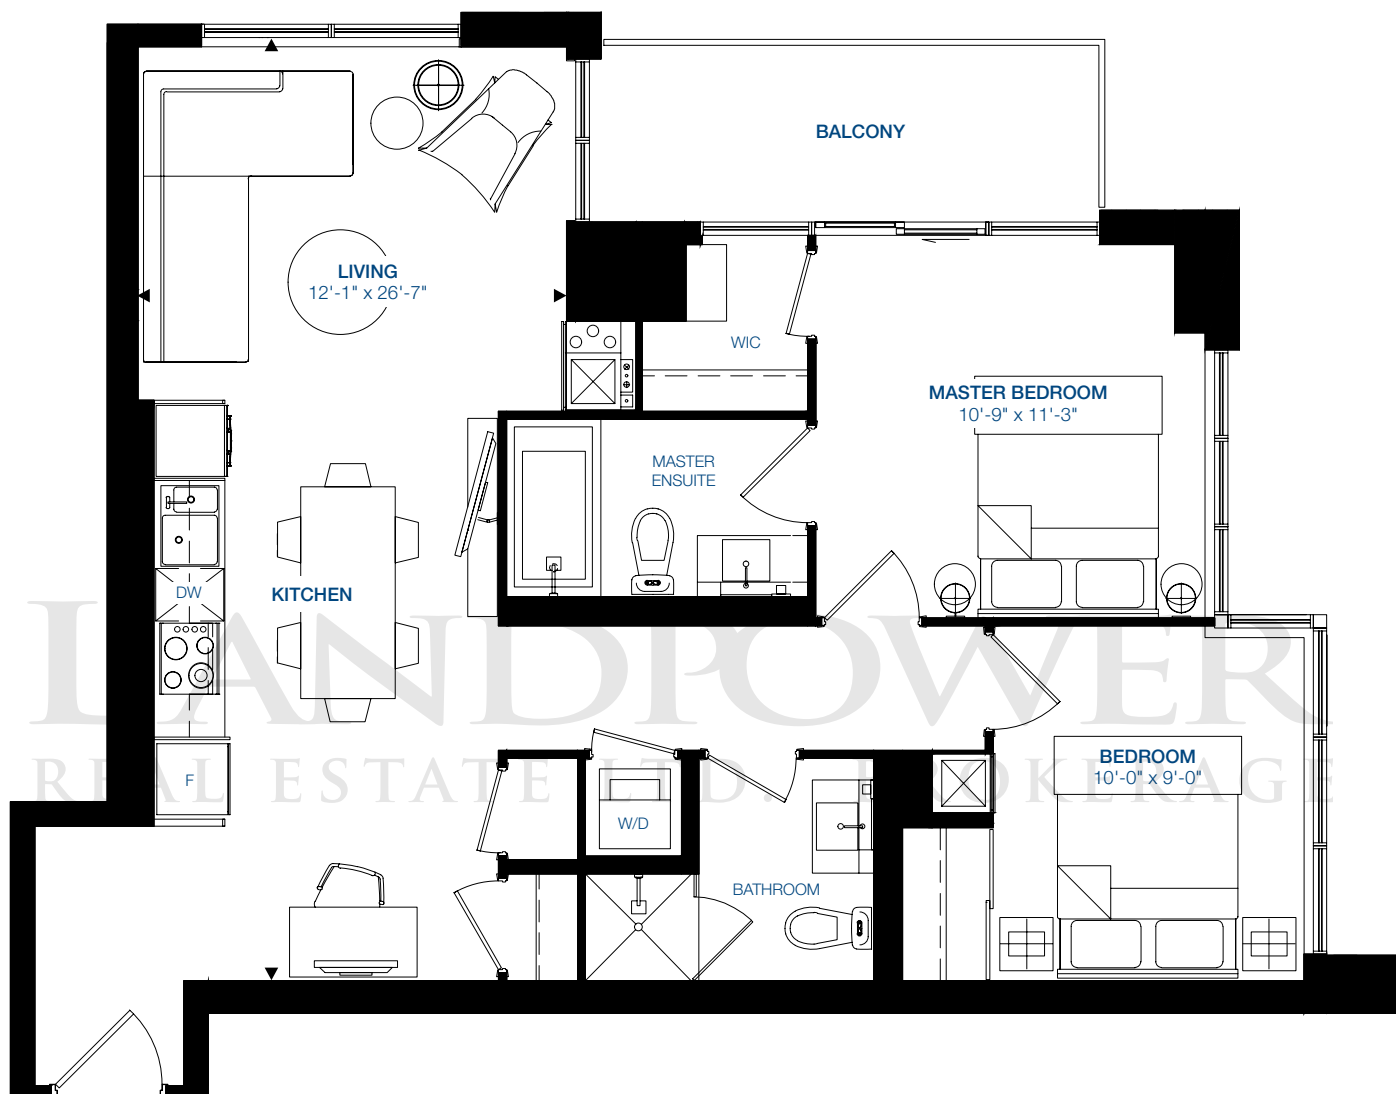 BALCONY
LIVING
12'-1" x 26'-7"
WIC
MASTER BEDROOM
10'-9" x 11'-3"
MASTER
ENSUITE
DW
KITCHEN
LANDPOWER
REAL ESTATE LTD. BROKERAGE
F
W/D
BEDROOM
10'-0" x 9'-0"
BATHROOM